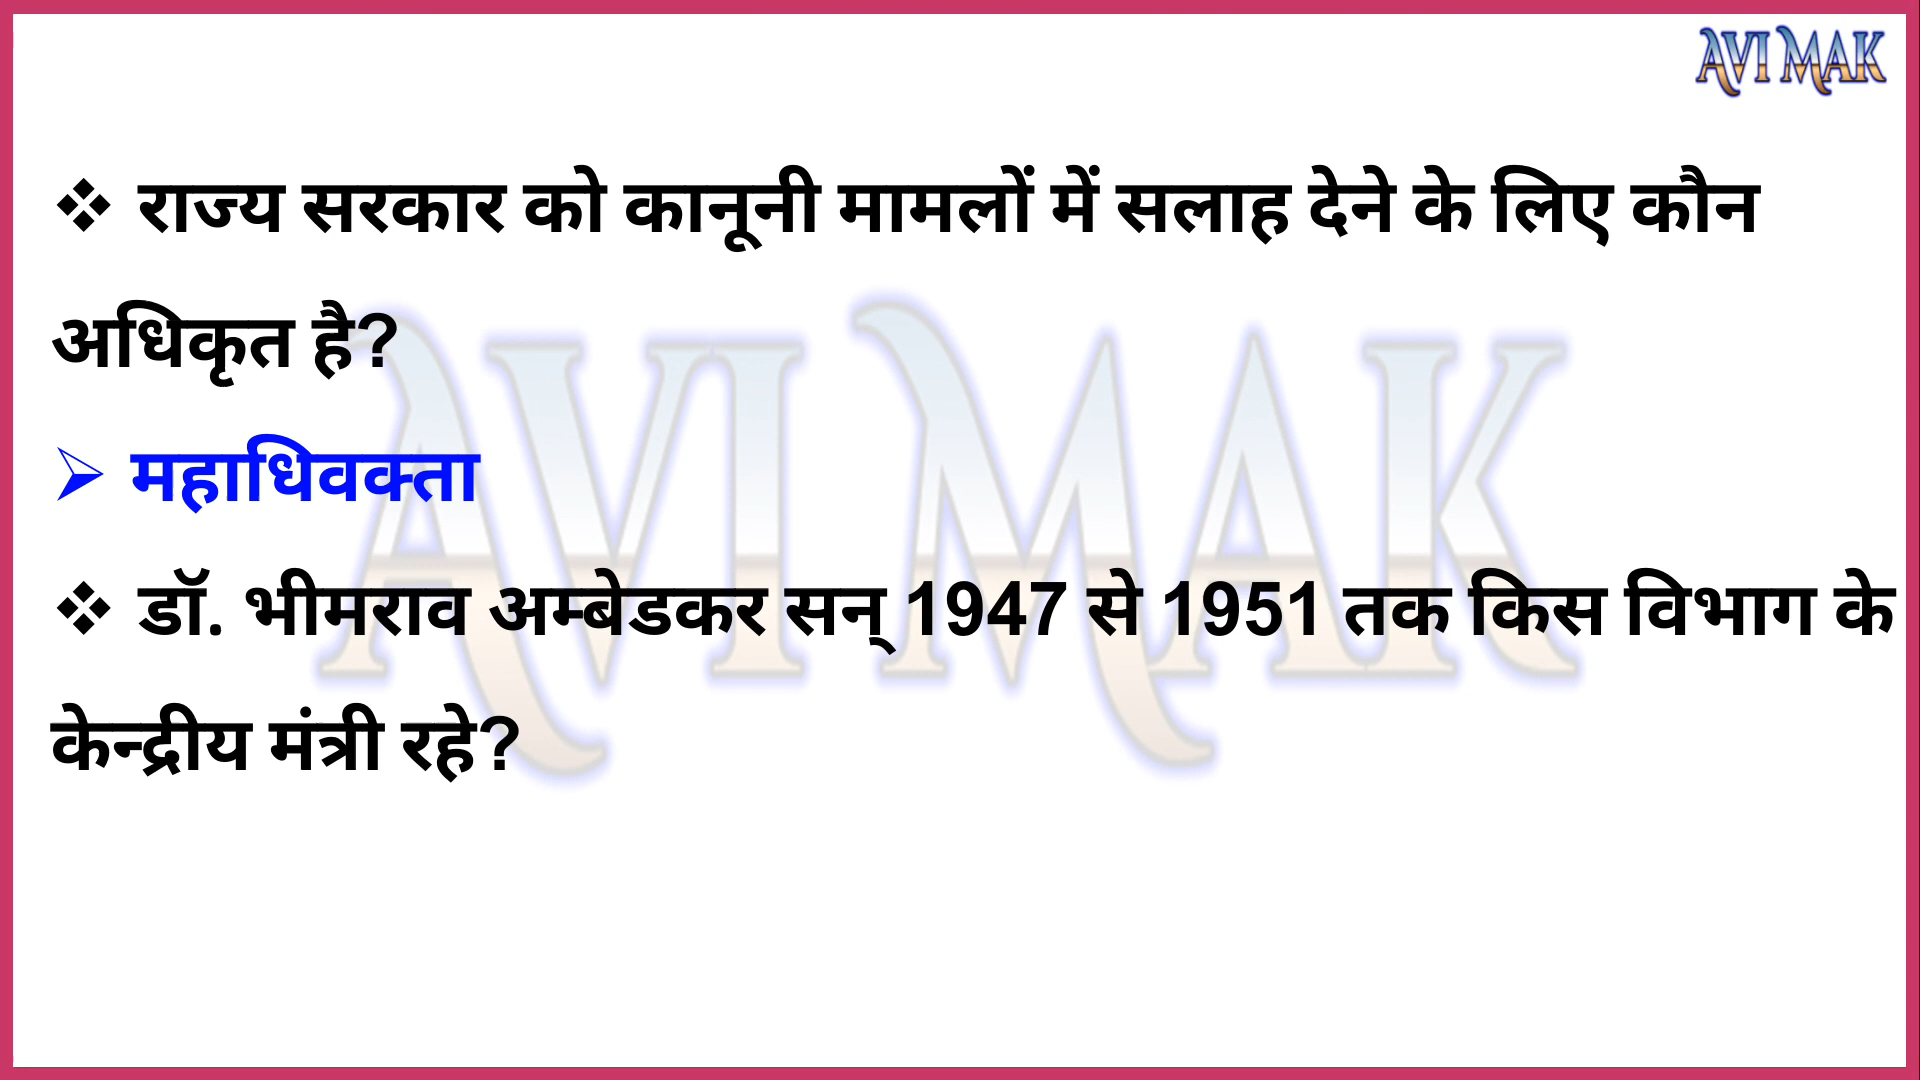 AVI MAK
❖ राज्य सरकार को कानूनी मामलों में सलाह देने के लिए कौन
अधिकृत है?
➢ महाधिवक्ता
❖ डॉ. भीमराव अम्बेडकर सन् 1947 से 1951 तक किस विभाग के
केन्द्रीय मंत्री रहे?
AVI MAK